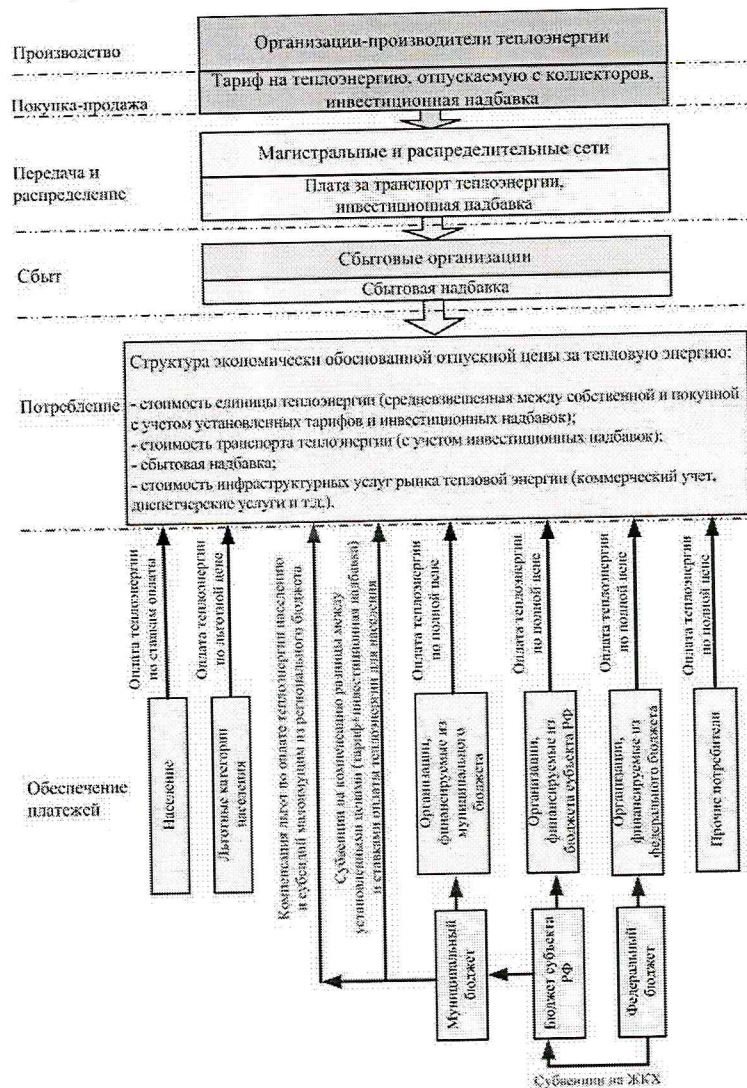 Производство
Организации-производители теплоэнергии
Покупка-продажа
Тариф на теплоэнергию, отпускаемую с коллекторов,
инвестиционная надбавка
Передача и
распределение
Магистральные и распределительные сети
Плата за транспорт теплоэнергии,
инвестиционная надбавка
Сбыт
Сбытовые организации
Сбытовая надбавка
Потребление
Структура экономически обоснованной отпускной цены за тепловую энергию:
- стоимость единицы теплоэнергии (средневзвешенная между собственной и покупной
с учетом установленных тарифов и инвестиционных надбавок);
- стоимость транспорта теплоэнергии (с учетом инвестиционных надбавок);
- сбытовая надбавка;
- стоимость инфраструктурных услуг рынка тепловой энергии (коммерческий учет,
диспетчерские услуги и т.д.).
Обеспечение
платежей
Оплата теплоэнергии
по ставкам оплаты
Оплата теплоэнергии
по льготной цене
Компенсация льгот по оплате теплоэнергии населению
и субсидий малоимущим из регионального бюджета
Субвенция на компенсацию разницы между
установленными ценами (тариф+инвестиционная надбавка)
и ставками оплаты теплоэнергии для населения
Оплата теплоэнергии
по полной цене
Оплата теплоэнергии
по полной цене
Оплата теплоэнергии
по полной цене
Оплата теплоэнергии
по полной цене
Население
Льготные категории
населения
Организации,
финансируемые из
муниципального
бюджета
Организации,
финансируемые из
бюджета субъекта РФ
Организации,
финансируемые из
федерального бюджета
Прочие потребители
Муниципальный
бюджет
Бюджет субъекта
РФ
Федеральный
бюджет
Субвенции на ЖКХ